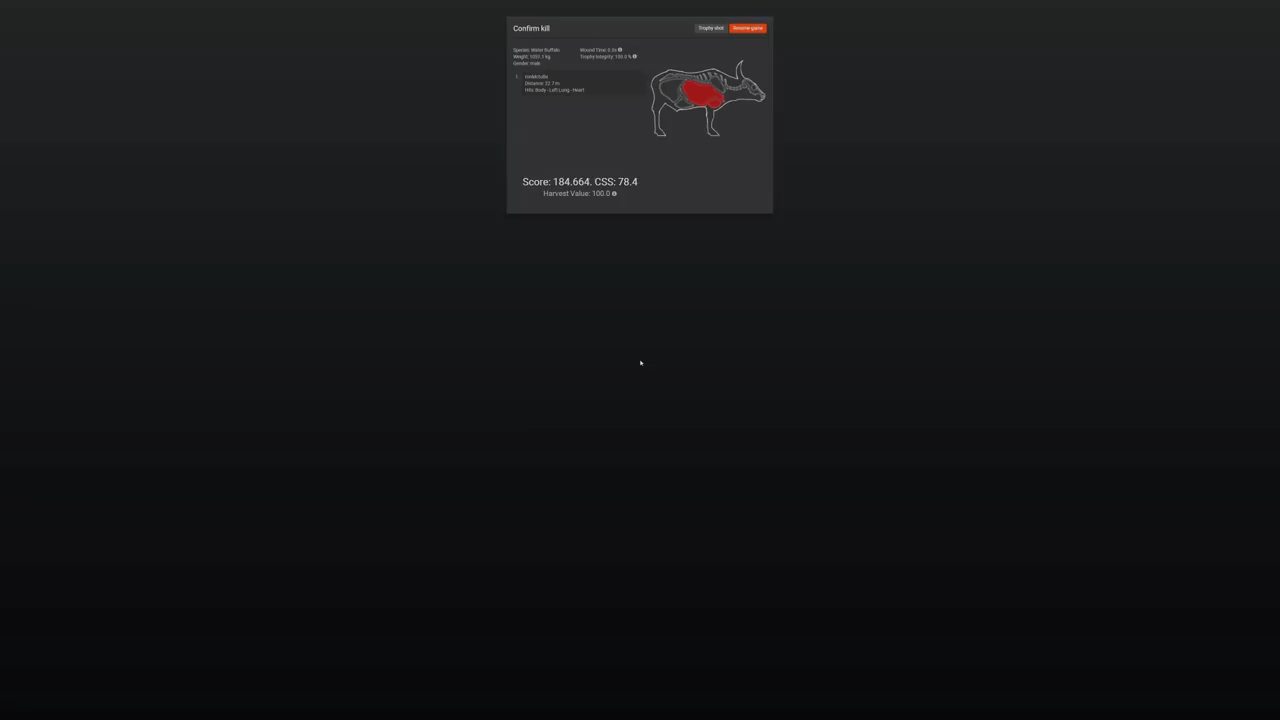 Confirm kill
Trophy shot
Resume game
Species: Water Buffalo
Weight: 1051.1 kg
Gender: male
Wound Time: 0.0s
Trophy Integrity: 100.0 %
1.
Distance: 22.7 m
Hits: Body - Left Lung - Heart
Score: 184.664. CSS: 78.4
Harvest Value: 100.0